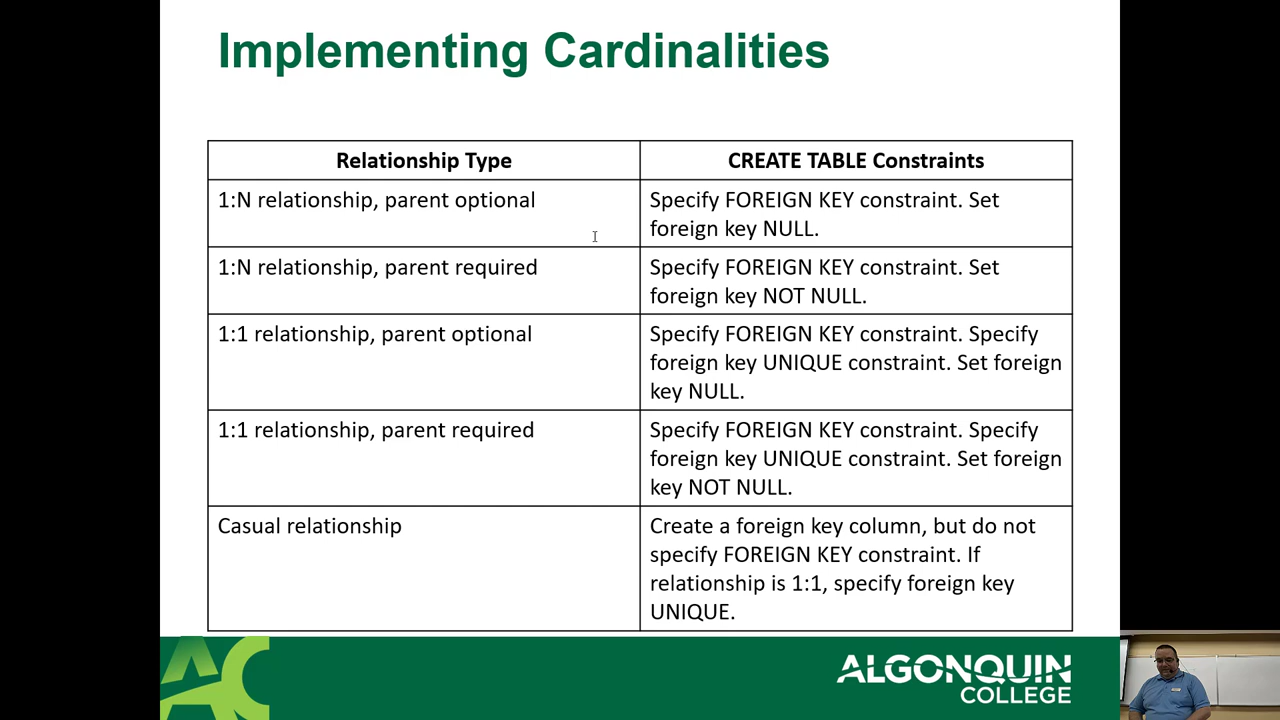 Implementing Cardinalities
Relationship Type
CREATE TABLE Constraints
1:N relationship, parent optional
Specify FOREIGN KEY constraint. Set
foreign key NULL.
1:N relationship, parent required
Specify FOREIGN KEY constraint. Set
foreign key NOT NULL.
1:1 relationship, parent optional
Specify FOREIGN KEY constraint. Specify
foreign key UNIQUE constraint. Set foreign
key NULL.
1:1 relationship, parent required
Specify FOREIGN KEY constraint. Specify
foreign key UNIQUE constraint. Set foreign
key NOT NULL.
Casual relationship
Create a foreign key column, but do not
specify FOREIGN KEY constraint. If
relationship is 1:1, specify foreign key
UNIQUE.
AC
ALGONQUIN
COLLEGE